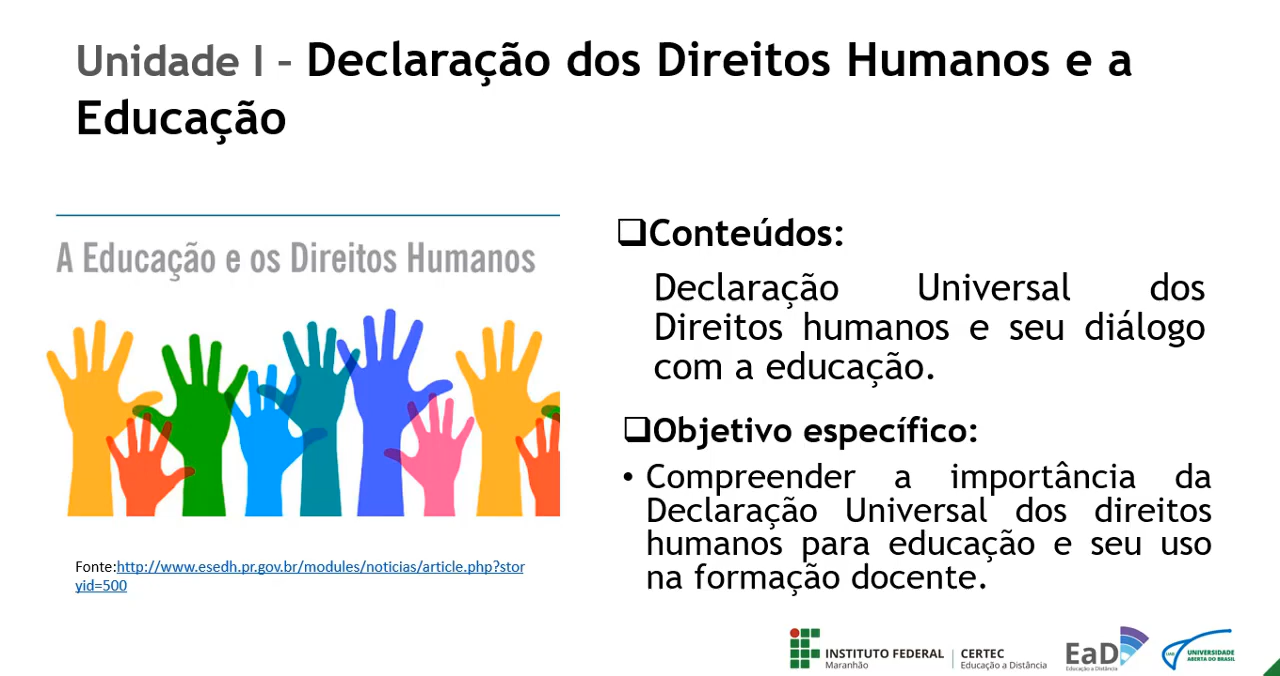 Unidade I – Declaração dos Direitos Humanos e a
Educação
A Educação e os Direitos Humanos
Fonte:http://www.esedh.pr.gov.br/modules/noticias/article.php?stor
yid=500
❑Conteúdos:
Declaração Universal dos
Direitos humanos e seu diálogo
com a educação.
❑Objetivo específico:
• Compreender a importância da
Declaração Universal dos direitos
humanos para educação e seu uso
na formação docente.
INSTITUTO FEDERAL
Maranhão
CERTEC
Educação a Distância
EaD
Educação a Distância
UAB
UNIVERSIDADE
ABERTA DO BRASIL